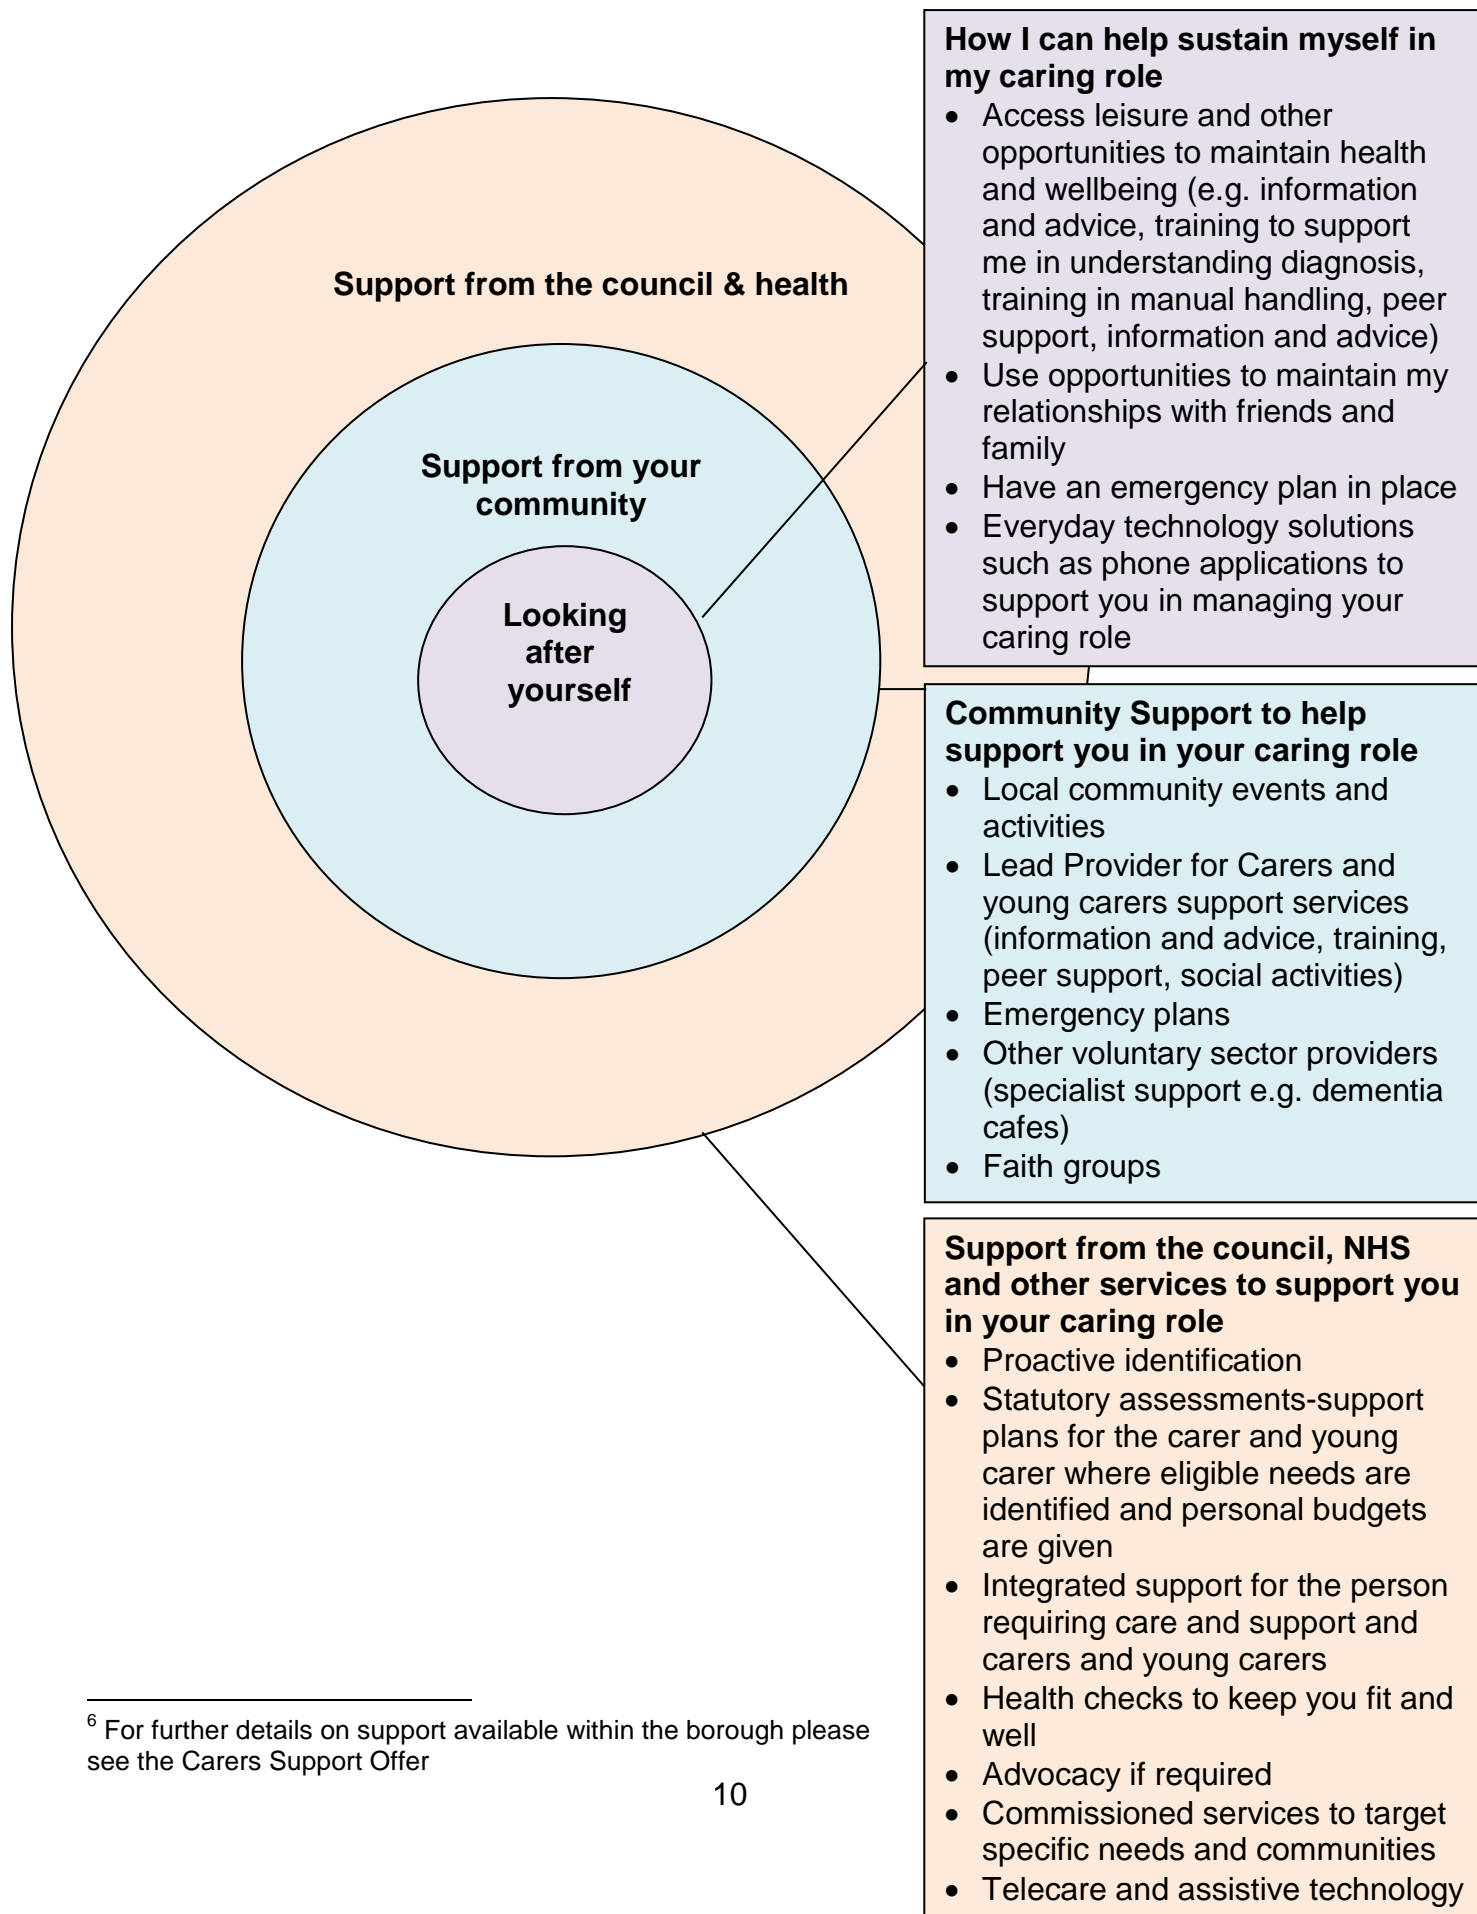 How I can help sustain myself in
my caring role
• Access leisure and other
opportunities to maintain health
and wellbeing (e.g. information
and advice, training to support
me in understanding diagnosis,
training in manual handling, peer
support, information and advice)
• Use opportunities to maintain my
relationships with friends and
family
• Have an emergency plan in place
• Everyday technology solutions
such as phone applications to
support you in managing your
caring role
Support from the council & health
Support from your
community
Looking
after
yourself
Community Support to help
support you in your caring role
• Local community events and
activities
• Lead Provider for Carers and
young carers support services
(information and advice, training,
peer support, social activities)
• Emergency plans
• Other voluntary sector providers
(specialist support e.g. dementia
cafes)
• Faith groups
Support from the council, NHS
and other services to support you
in your caring role
• Proactive identification
• Statutory assessments-support
plans for the carer and young
carer where eligible needs are
identified and personal budgets
are given
• Integrated support for the person
requiring care and support and
carers and young carers
• Health checks to keep you fit and
well
• Advocacy if required
• Commissioned services to target
specific needs and communities
• Telecare and assistive technology
6 For further details on support available within the borough please
see the Carers Support Offer
10